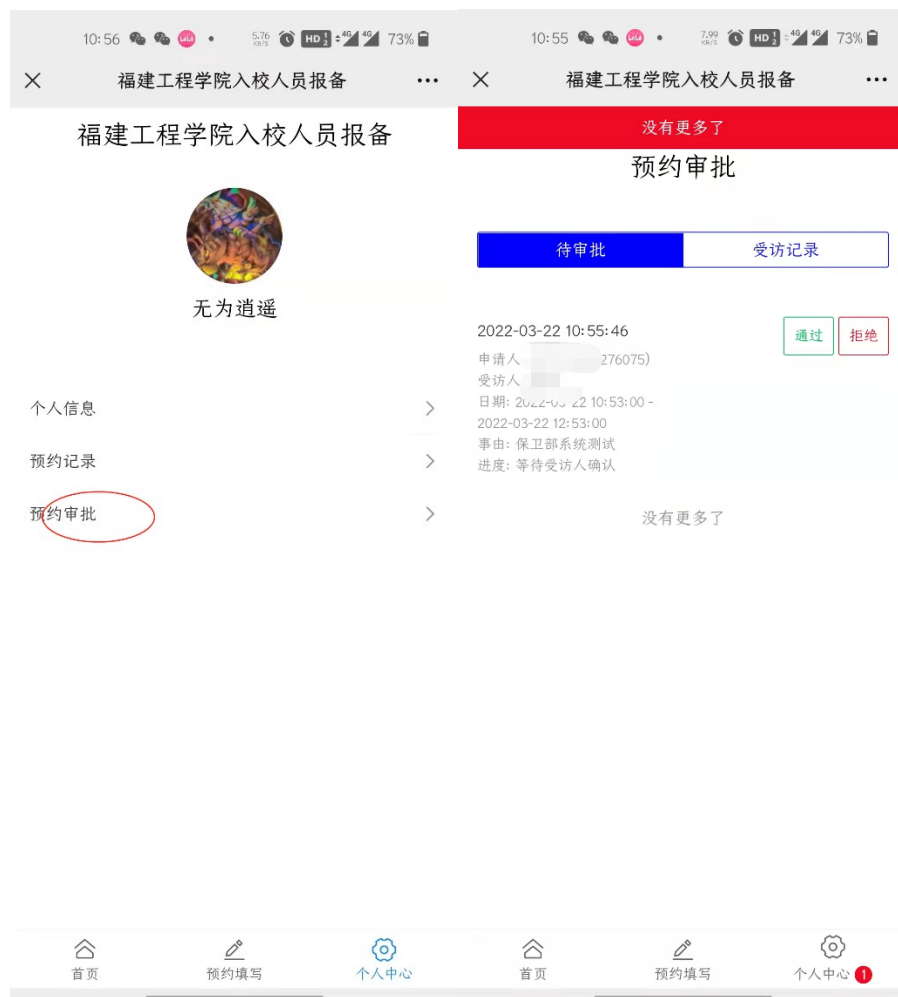 10:56
5.76
KB/S
HD 1
2
4G
4G
73%
福建工程学院入校人员报备
福建工程学院入校人员报备
无为逍遥
个人信息
预约记录
预约审批
首页
预约填写
个人中心
10:55
7.99
KB/S
HD 1
2
4G
4G
73%
福建工程学院入校人员报备
没有更多了
预约审批
待审批
受访记录
2022-03-22 10:55:46
通过
拒绝
申请人 276075)
受访人
日期: 2022-03-22 10:53:00 -
2022-03-22 12:53:00
事由: 保卫部系统测试
进度: 等待受访人确认
没有更多了
首页
预约填写
个人中心
1